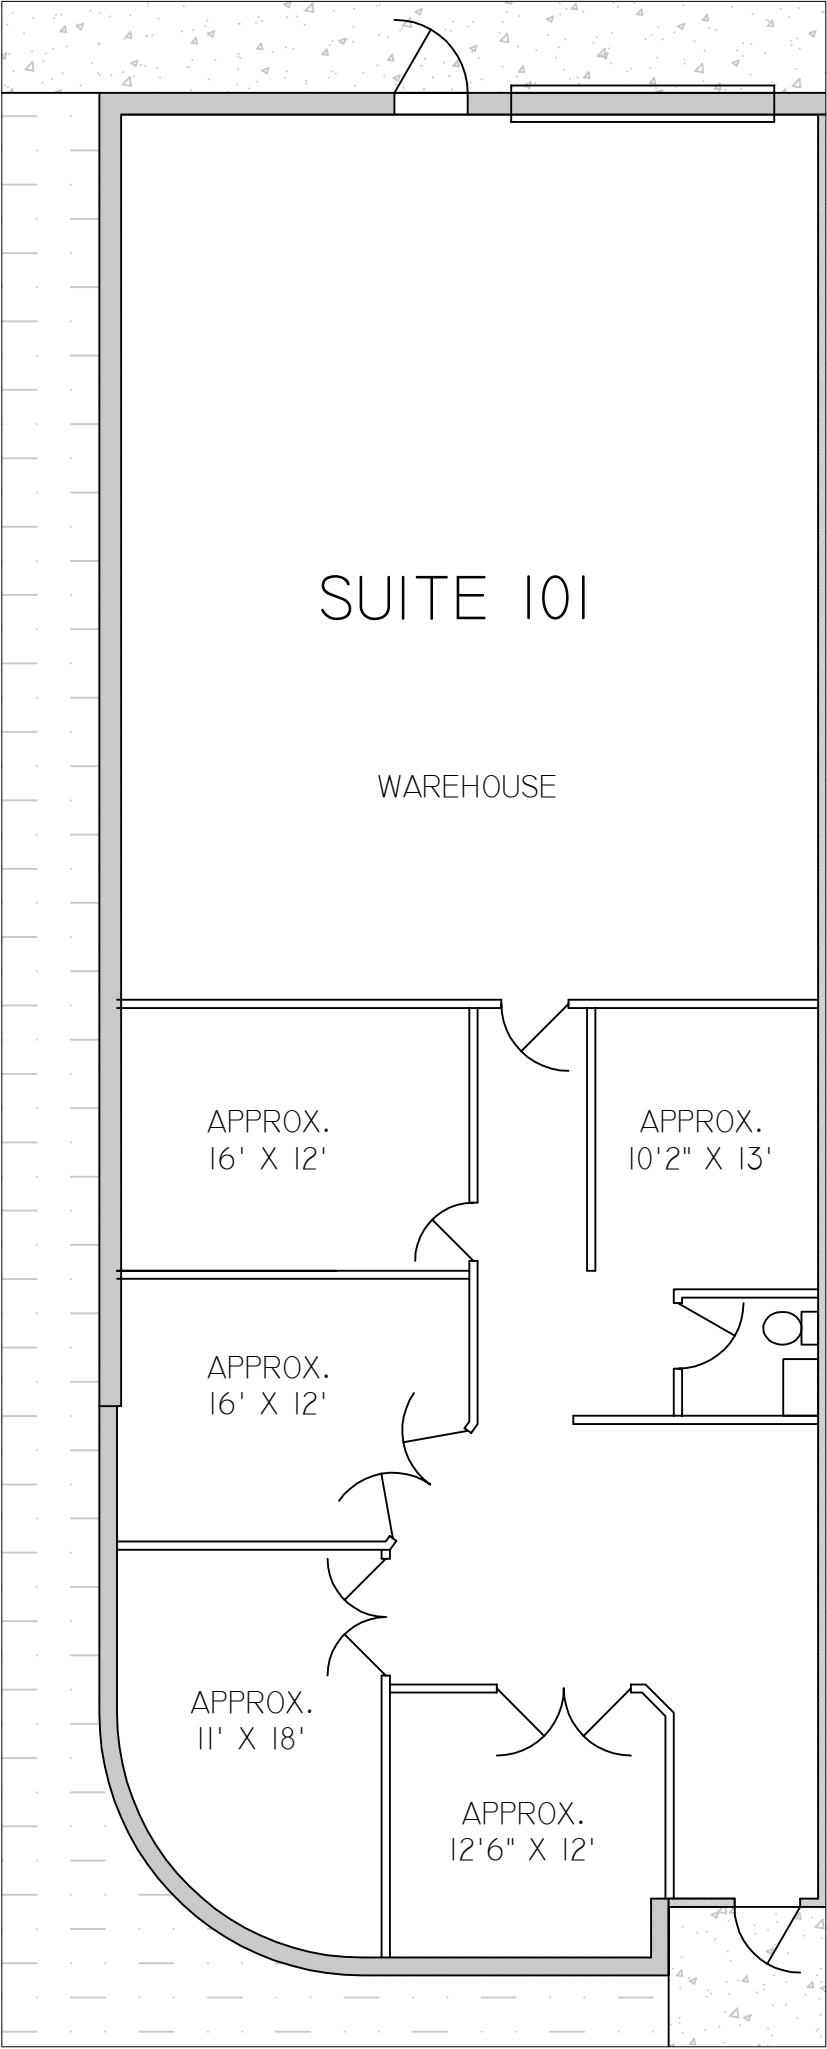 SUITE 101
WAREHOUSE
APPROX.
16' X 12'
APPROX.
10'2" X 13'
APPROX.
16' X 12'
APPROX.
11' X 18'
APPROX.
12'6" X 12'